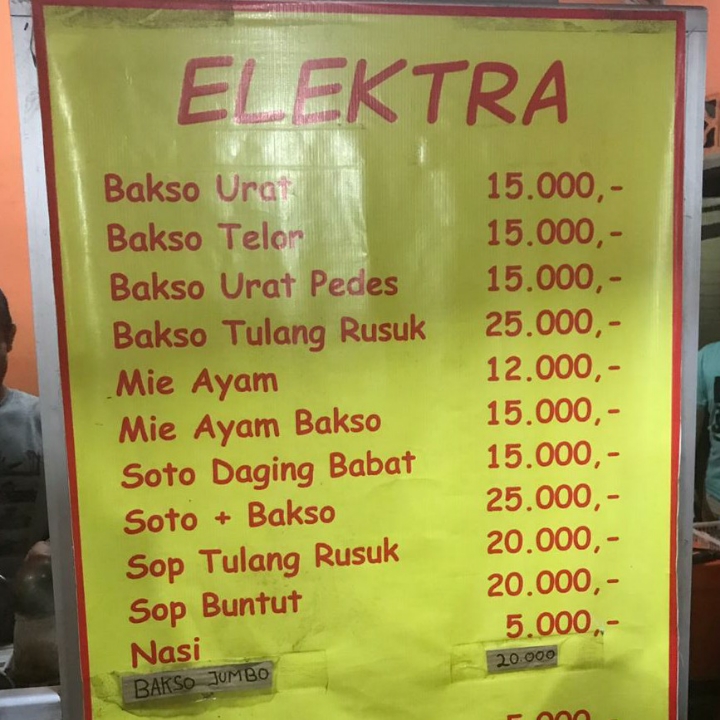 ELEKTRA
Bakso Urat 15.000,-
Bakso Telor 15.000,-
Bakso Urat Pedes 15.000,-
Bakso Tulang Rusuk 25.000,-
Mie Ayam 12.000,-
Mie Ayam Bakso 15.000,-
Soto Daging Babat 15.000,-
Soto + Bakso 25.000,-
Sop Tulang Rusuk 20.000,-
Sop Buntut 20.000,-
Nasi 5.000,-
BAKSO JUMBO 20.000